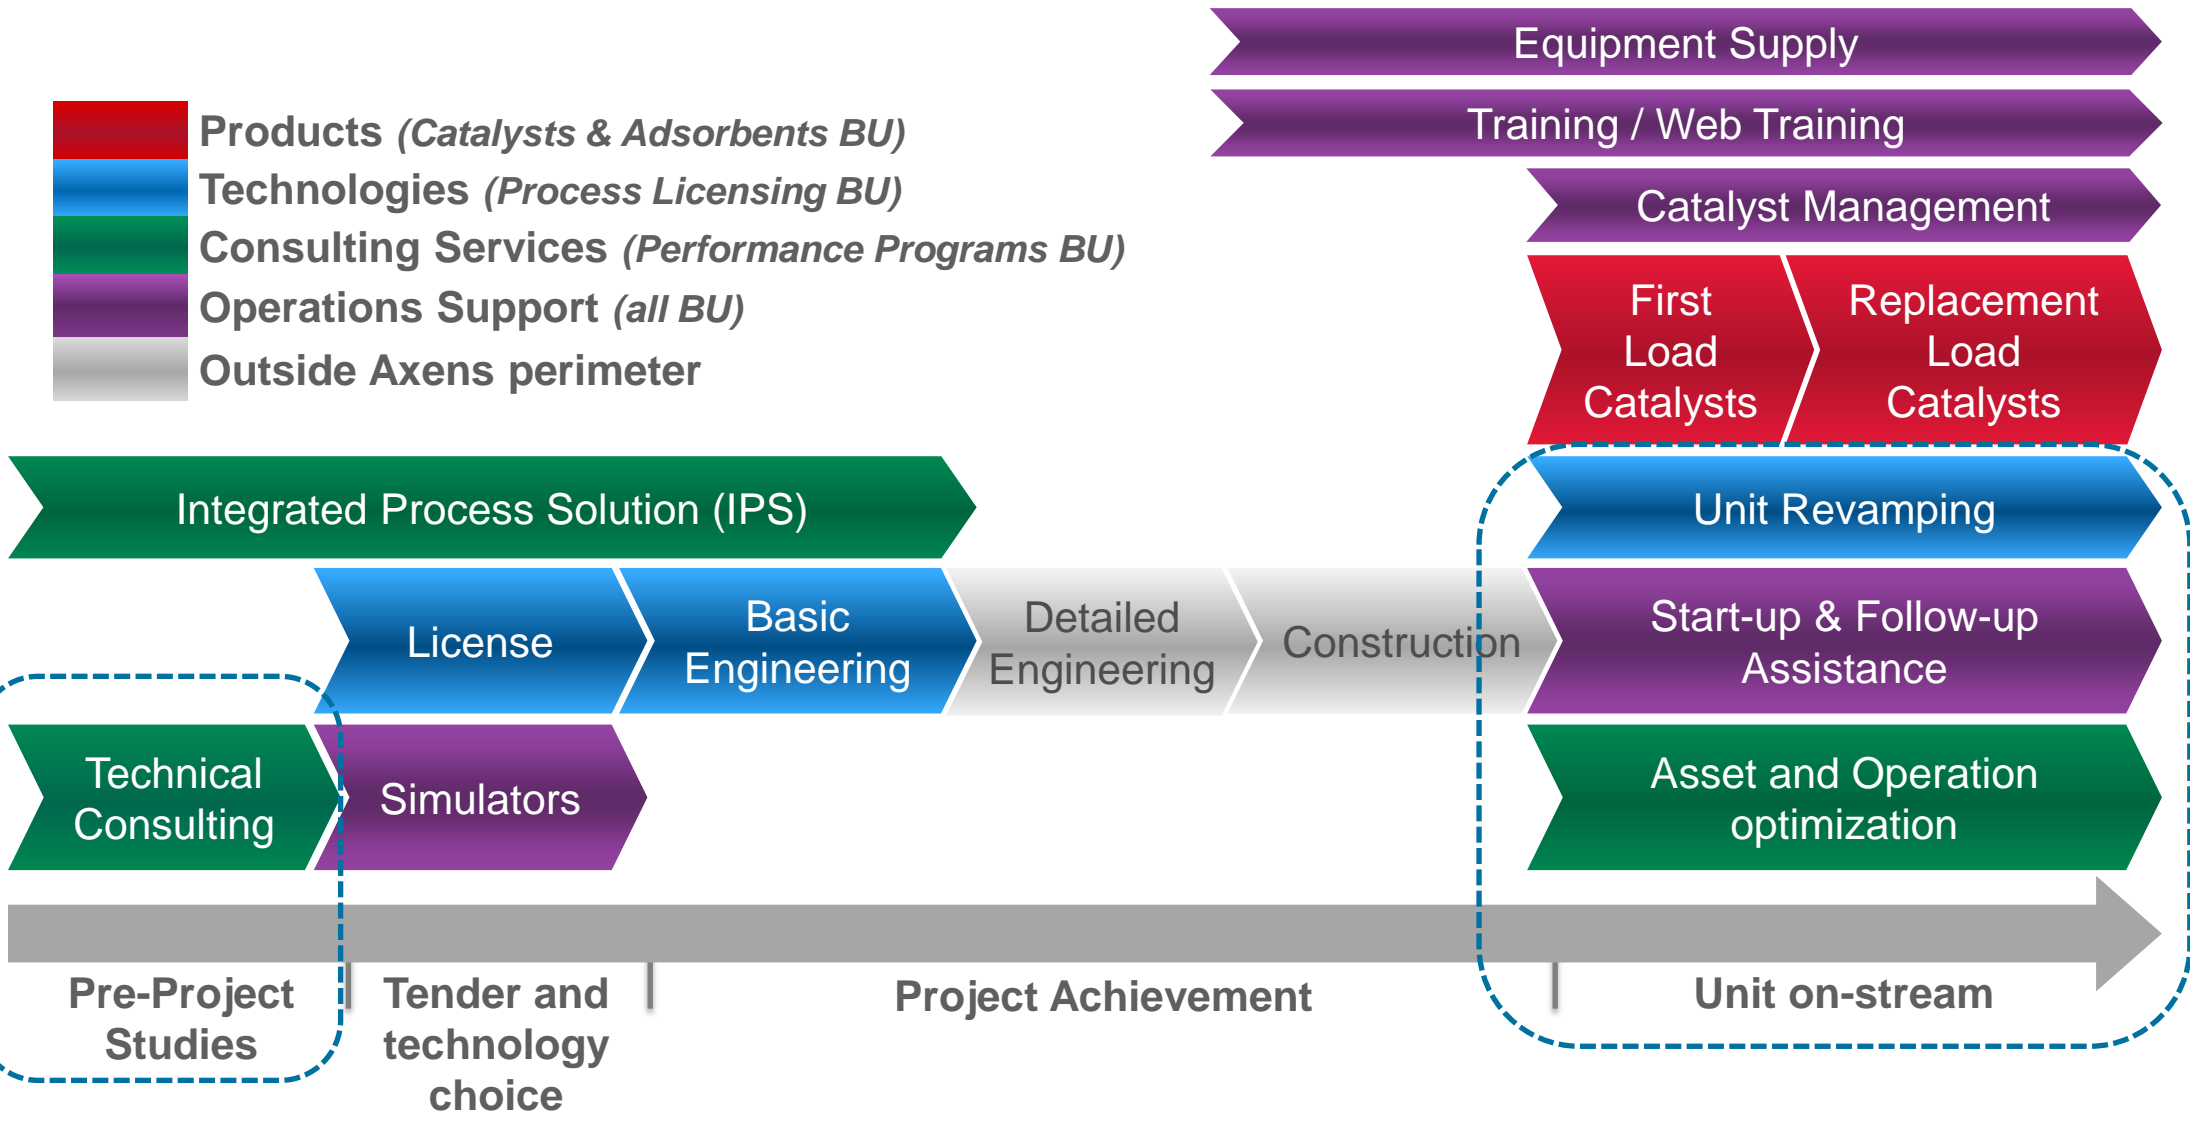 Equipment Supply
Training / Web Training
Catalyst Management
Products (Catalysts & Adsorbents BU)
Technologies (Process Licensing BU)
Consulting Services (Performance Programs BU)
Operations Support (all BU)
Outside Axens perimeter
First
Load
Catalysts
Replacement
Load
Catalysts
Integrated Process Solution (IPS)
Unit Revamping
License
Basic
Engineering
Detailed
Engineering
Construction
Start-up & Follow-up
Assistance
Technical
Consulting
Simulators
Asset and Operation
optimization
Pre-Project
Studies
Tender and
technology
choice
Project Achievement
Unit on-stream